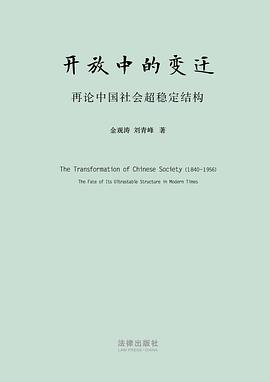 开放中的变迁
再论中国社会超稳定结构
金观涛 刘青峰 著
The Transformation of Chinese Society (1840-1956)
The Fate of Its Ultrastable Structure in Modern Times
法律出版社
LAW PRESS·CHINA